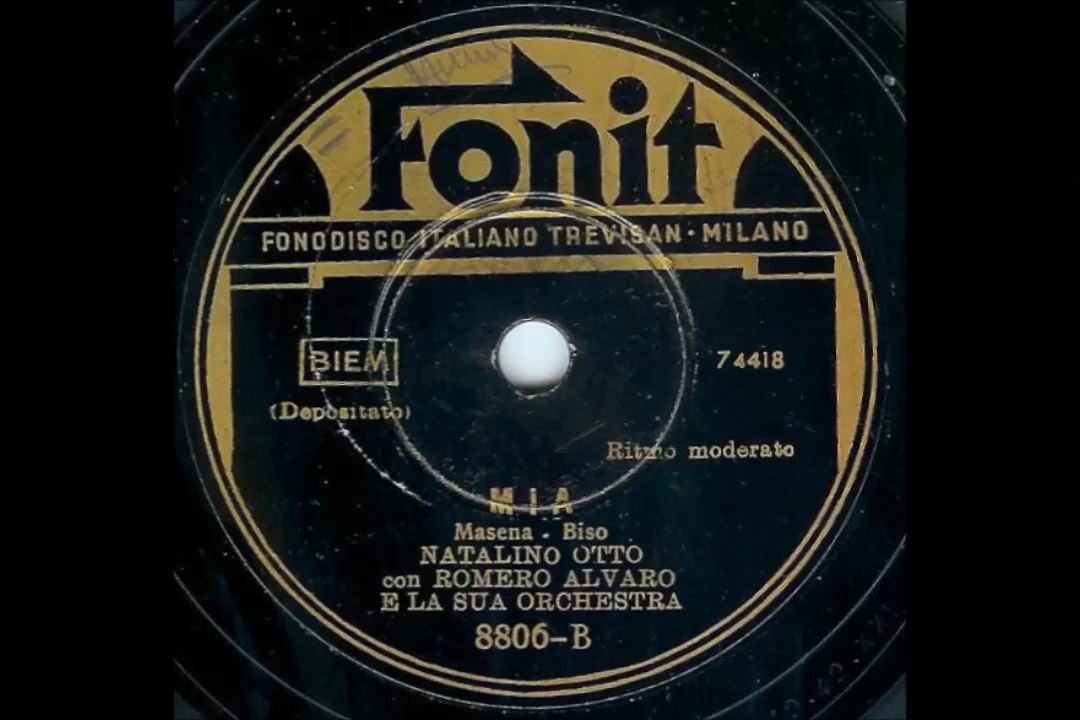 Fonit
FONODISCO ITALIANO TREVISAN · MILANO
BIEM
74418
(Depositato)
Ritmo moderato
MIA
Masena - Biso
NATALINO OTTO
con ROMERO ALVARO
E LA SUA ORCHESTRA
8806-B